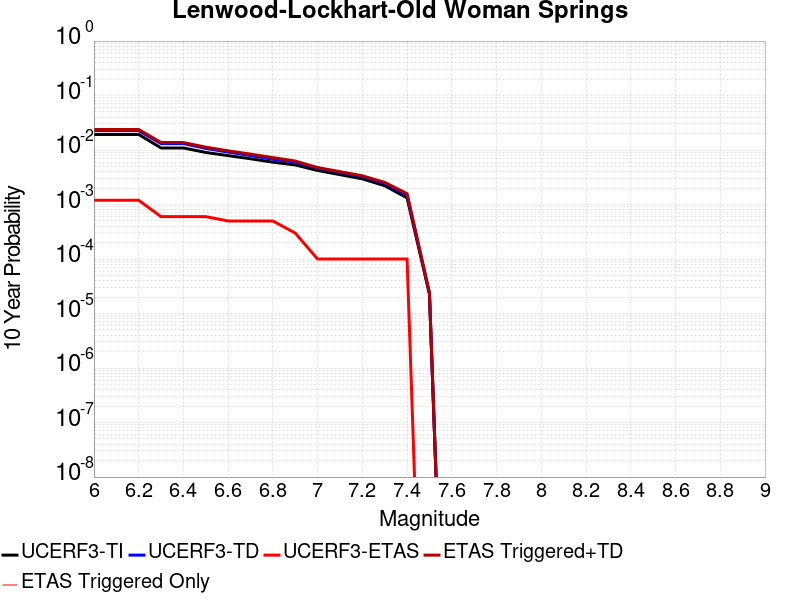 Lenwood-Lockhart-Old Woman Springs
10^0
10^-1
10^-2
10^-3
10^-4
10^-5
10^-6
10^-7
10^-8
10 Year Probability
6 6.2 6.4 6.6 6.8 7 7.2 7.4 7.6 7.8 8 8.2 8.4 8.6 8.8 9
Magnitude
UCERF3-TI UCERF3-TD UCERF3-ETAS ETAS Triggered+TD
ETAS Triggered Only